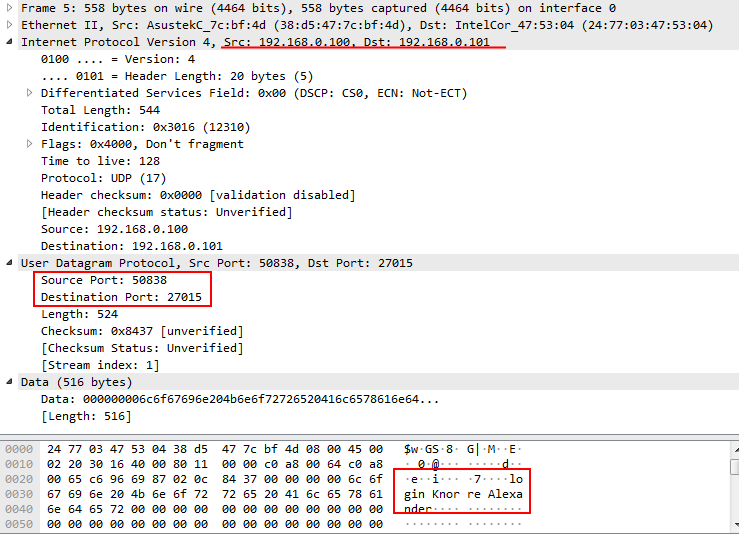 Frame 5: 558 bytes on wire (4464 bits), 558 bytes captured (4464 bits) on interface 0
Ethernet II, Src: AsustekC_7c:bf:4d (38:d5:47:7c:bf:4d), Dst: IntelCor_47:53:04 (24:77:03:47:53:04)
Internet Protocol Version 4, Src: 192.168.0.100, Dst: 192.168.0.101
0100 .... = Version: 4
.... 0101 = Header Length: 20 bytes (5)
Differentiated Services Field: 0x00 (DSCP: CS0, ECN: Not-ECT)
Total Length: 544
Identification: 0x3016 (12310)
Flags: 0x4000, Don't fragment
Time to live: 128
Protocol: UDP (17)
Header checksum: 0x0000 [validation disabled]
[Header checksum status: Unverified]
Source: 192.168.0.100
Destination: 192.168.0.101
User Datagram Protocol, Src Port: 50838, Dst Port: 27015
Source Port: 50838
Destination Port: 27015
Length: 524
Checksum: 0x8437 [unverified]
[Checksum Status: Unverified]
[Stream index: 1]
Data (516 bytes)
Data: 000000006c6f67696e204b6e6f72726520416c6578616e64...
[Length: 516]
0000 24 77 03 47 53 04 38 d5 47 7c bf 4d 08 00 45 00 $w·GS·8· G|·M··E·
0010 02 20 30 16 40 00 80 11 00 00 c0 a8 00 64 c0 a8 · 0·@··· ·····d··
0020 00 65 c6 96 69 87 02 0c 84 37 00 00 00 00 6c 6f ·e··i··· ·7····lo
0030 67 69 6e 20 4b 6e 6f 72 72 65 20 41 6c 65 78 61 gin Knor re Alexa
0040 6e 64 65 72 00 00 00 00 00 00 00 00 00 00 00 00 nder···· ········
0050 00 00 00 00 00 00 00 00 00 00 00 00 00 00 00 00 ········ ········